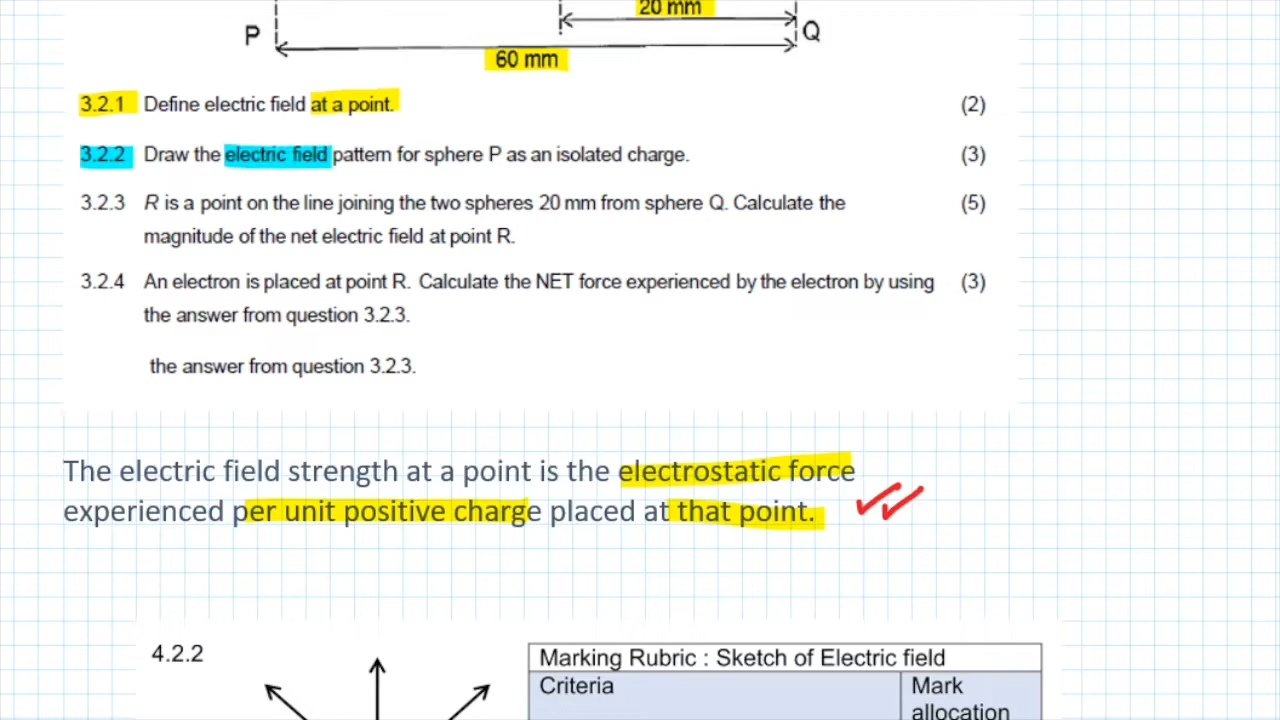 20 mm
P
Q
60 mm
3.2.1 Define electric field at a point. (2)
3.2.2 Draw the electric field pattern for sphere P as an isolated charge. (3)
3.2.3 R is a point on the line joining the two spheres 20 mm from sphere Q. Calculate the (5)
magnitude of the net electric field at point R.
3.2.4 An electron is placed at point R. Calculate the NET force experienced by the electron by using (3)
the answer from question 3.2.3.
the answer from question 3.2.3.
The electric field strength at a point is the electrostatic force
experienced per unit positive charge placed at that point.
4.2.2
Marking Rubric : Sketch of Electric field
Criteria Mark
allocation